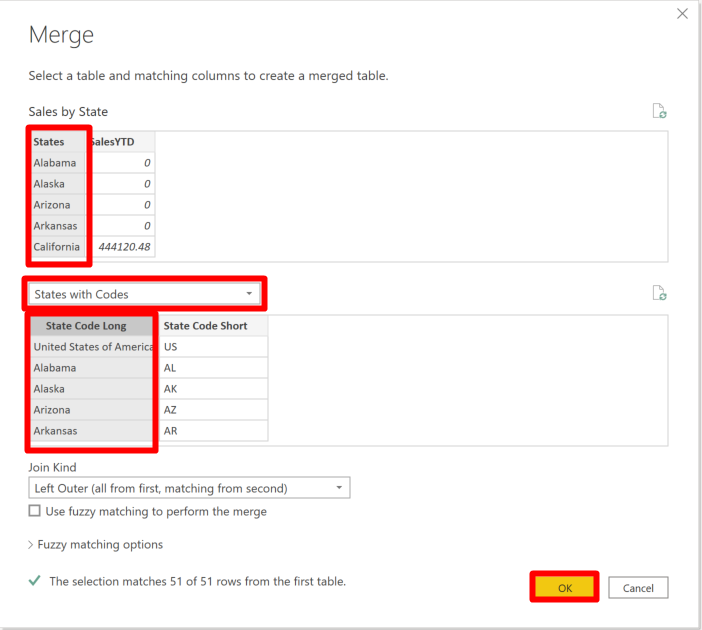 Merge
Select a table and matching columns to create a merged table.
Sales by State
States SalesYTD
Alabama 0
Alaska 0
Arizona 0
Arkansas 0
California 444120.48
States with Codes
State Code Long State Code Short
United States of America US
Alabama AL
Alaska AK
Arizona AZ
Arkansas AR
Join Kind
Left Outer (all from first, matching from second)
Use fuzzy matching to perform the merge
Fuzzy matching options
The selection matches 51 of 51 rows from the first table.
OK Cancel